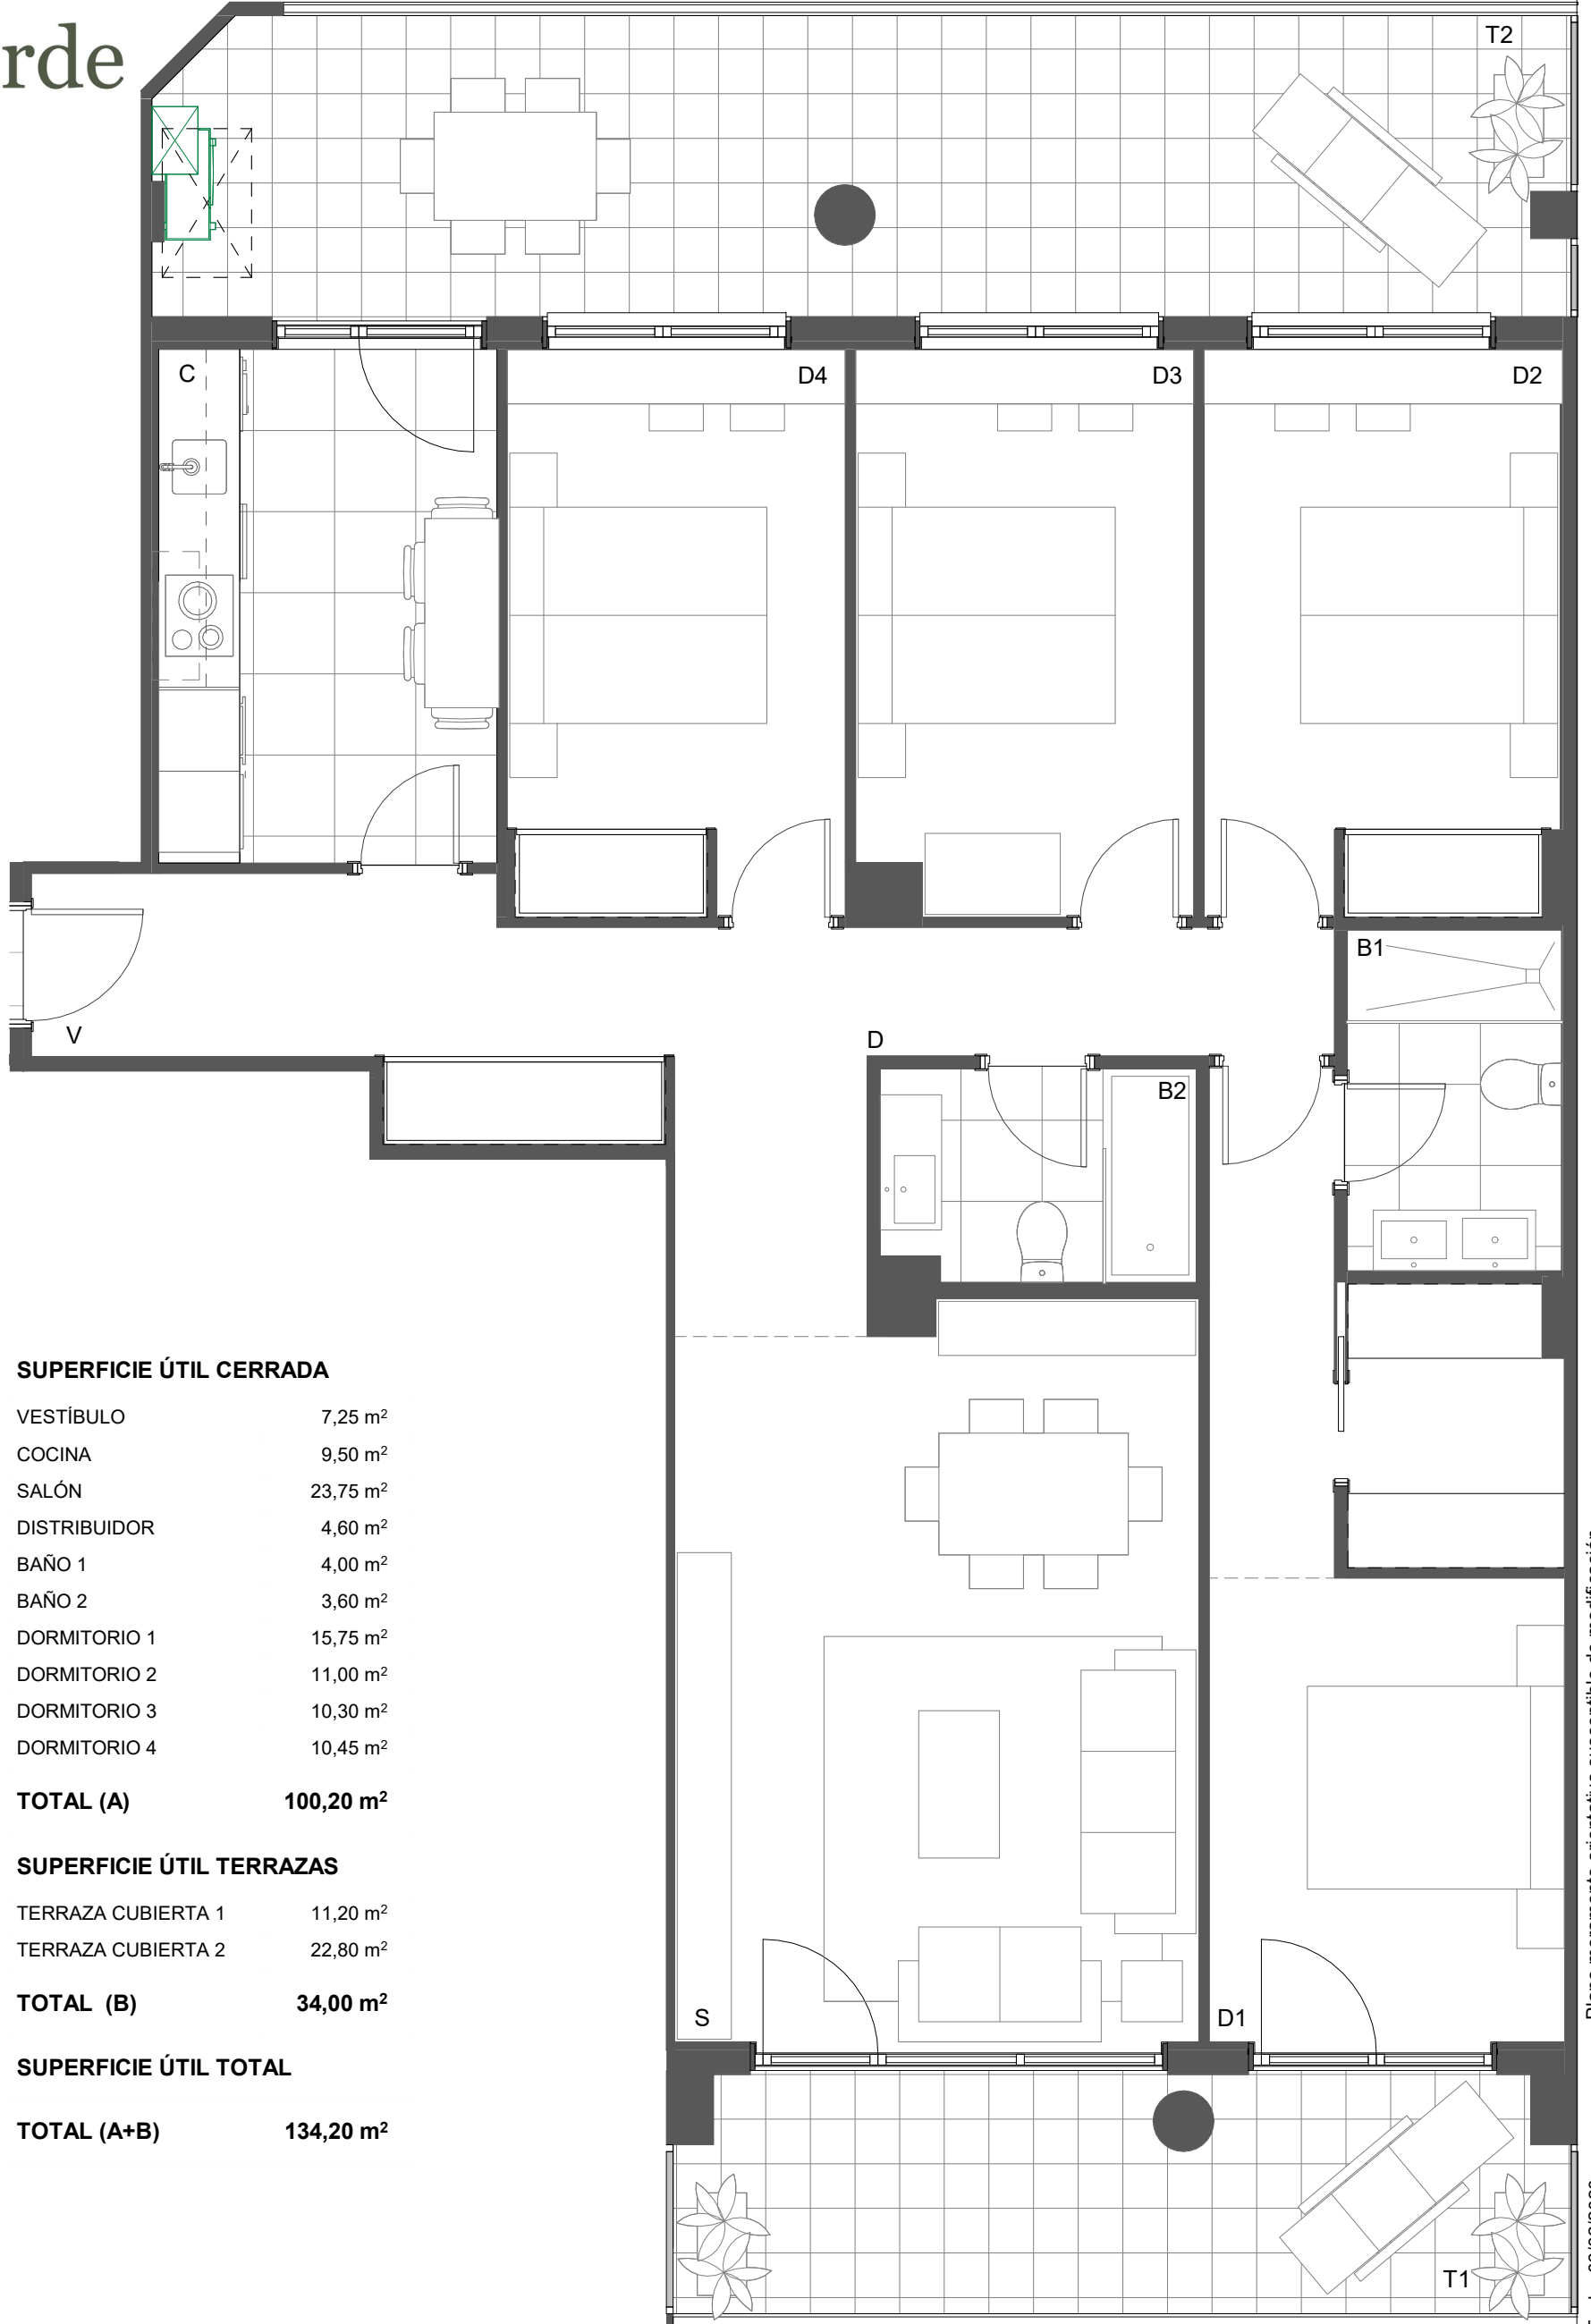 rde
T2
C
D4
D3
D2
B1
V
D
B2
SUPERFICIE ÚTIL CERRADA
VESTÍBULO 7,25 m²
COCINA 9,50 m²
SALÓN 23,75 m²
DISTRIBUIDOR 4,60 m²
BAÑO 1 4,00 m²
BAÑO 2 3,60 m²
DORMITORIO 1 15,75 m²
DORMITORIO 2 11,00 m²
DORMITORIO 3 10,30 m²
DORMITORIO 4 10,45 m²
TOTAL (A) 100,20 m²
SUPERFICIE ÚTIL TERRAZAS
TERRAZA CUBIERTA 1 11,20 m²
TERRAZA CUBIERTA 2 22,80 m²
TOTAL (B) 34,00 m²
SUPERFICIE ÚTIL TOTAL
TOTAL (A+B) 134,20 m²
S
D1
T1